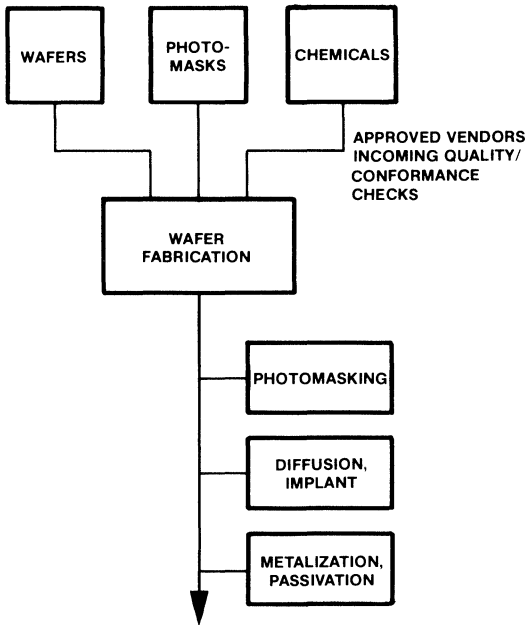 WAFERS
PHOTO-
MASKS
CHEMICALS
APPROVED VENDORS
INCOMING QUALITY/
CONFORMANCE
CHECKS
WAFER
FABRICATION
PHOTOMASKING
DIFFUSION,
IMPLANT
METALIZATION,
PASSIVATION